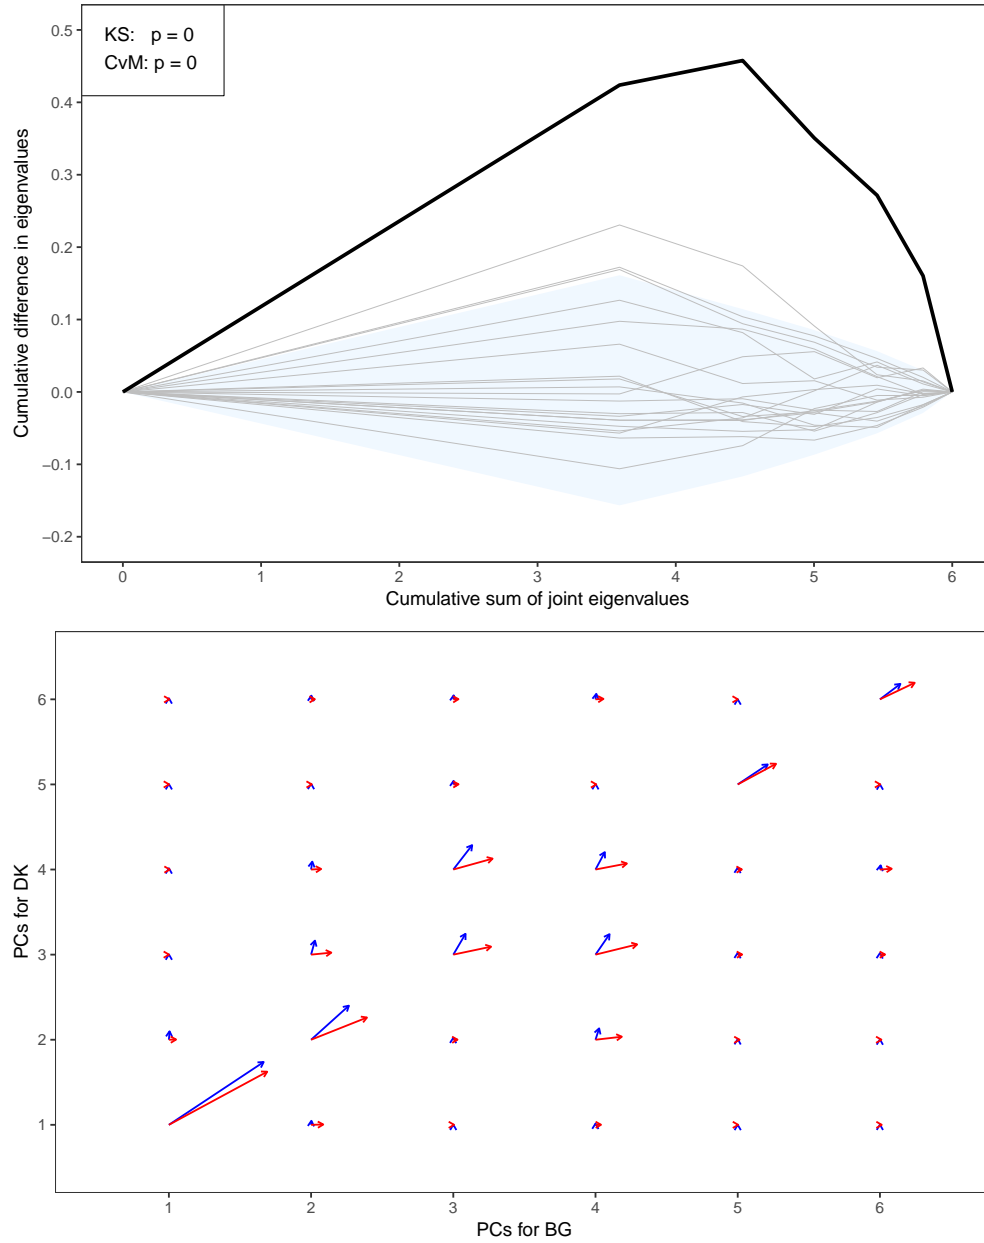 KS: p = 0
CvM: p = 0
0.5
0.4
0.3
0.2
0.1
0.0
−0.1
−0.2
Cumulative difference in eigenvalues
0 1 2 3 4 5 6
Cumulative sum of joint eigenvalues
6
5
4
3
2
1
PCs for DK
1 2 3 4 5 6
PCs for BG